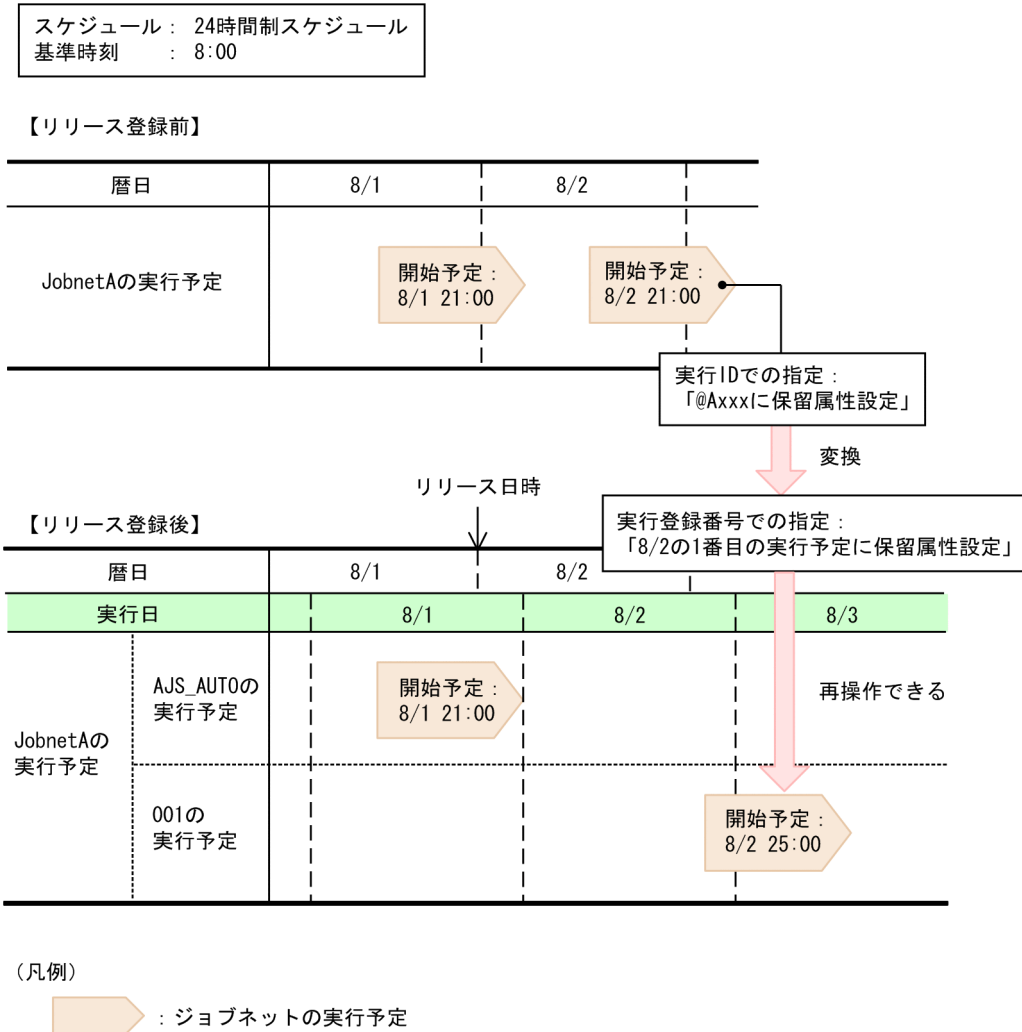 スケジュール： 24時間制スケジュール
基準時刻　　： 8:00
【リリース登録前】
暦日 8/1 8/2
JobnetAの実行予定
開始予定：
8/1 21:00
開始予定：
8/2 21:00
実行IDでの指定：
「@Axxxに保留属性設定」
変換
リリース日時
実行登録番号での指定：
「8/2の1番目の実行予定に保留属性設定」
【リリース登録後】
暦日 8/1 8/2
実行日 8/1 8/2 8/3
JobnetAの
実行予定
AJS_AUTOの
実行予定
開始予定：
8/1 21:00
再操作できる
001の
実行予定
開始予定：
8/2 25:00
（凡例）
：ジョブネットの実行予定